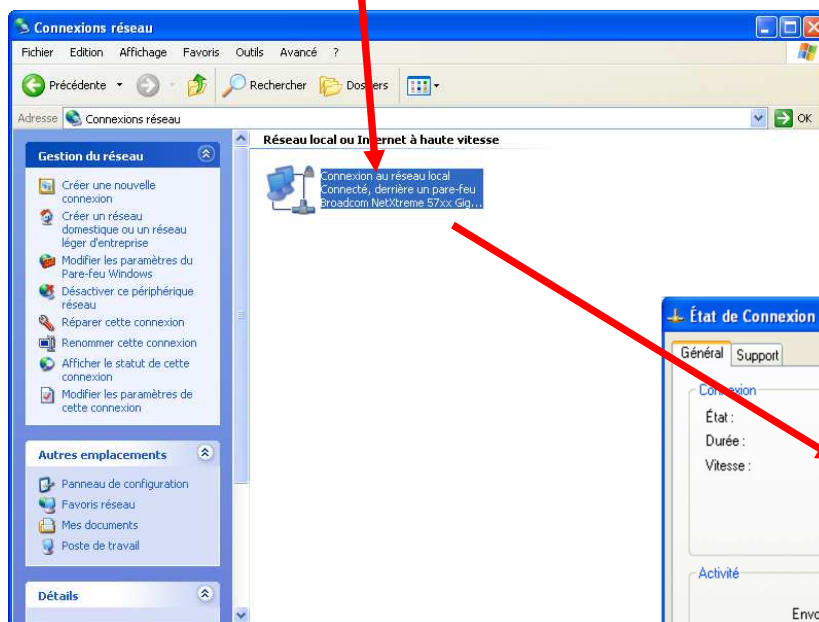 Connexions réseau
Fichier Edition Affichage Favoris Outils Avancé ?
Précédente Rechercher Dossiers
Adresse Connexions réseau OK
Gestion du réseau
Créer une nouvelle
connexion
Créer un réseau
domestique ou un réseau
léger d'entreprise
Modifier les paramètres du
Pare-feu Windows
Désactiver ce périphérique
réseau
Réparer cette connexion
Renommer cette connexion
Afficher le statut de cette
connexion
Modifier les paramètres de
cette connexion
Autres emplacements
Panneau de configuration
Favoris réseau
Mes documents
Poste de travail
Détails
Réseau local ou Internet à haute vitesse
Connexion au réseau local
Connecté, derrière un pare-feu
Broadcom NetXtreme 57xx Gig...
État de Connexion
Général Support
Connexion
État :
Durée :
Vitesse :
Activité
Envo